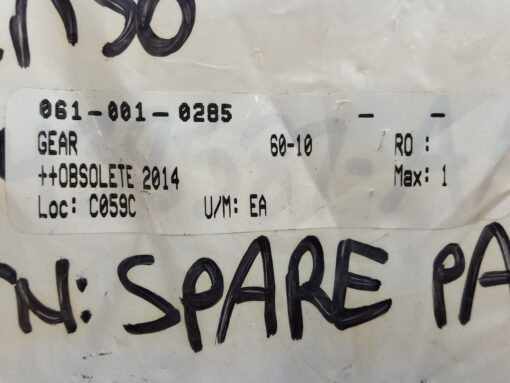 061-001-0285 - -
GEAR 60-10 RO :
++OBSOLETE 2014 Max: 1
Loc: C059C U/M: EA
N: SPARE PA